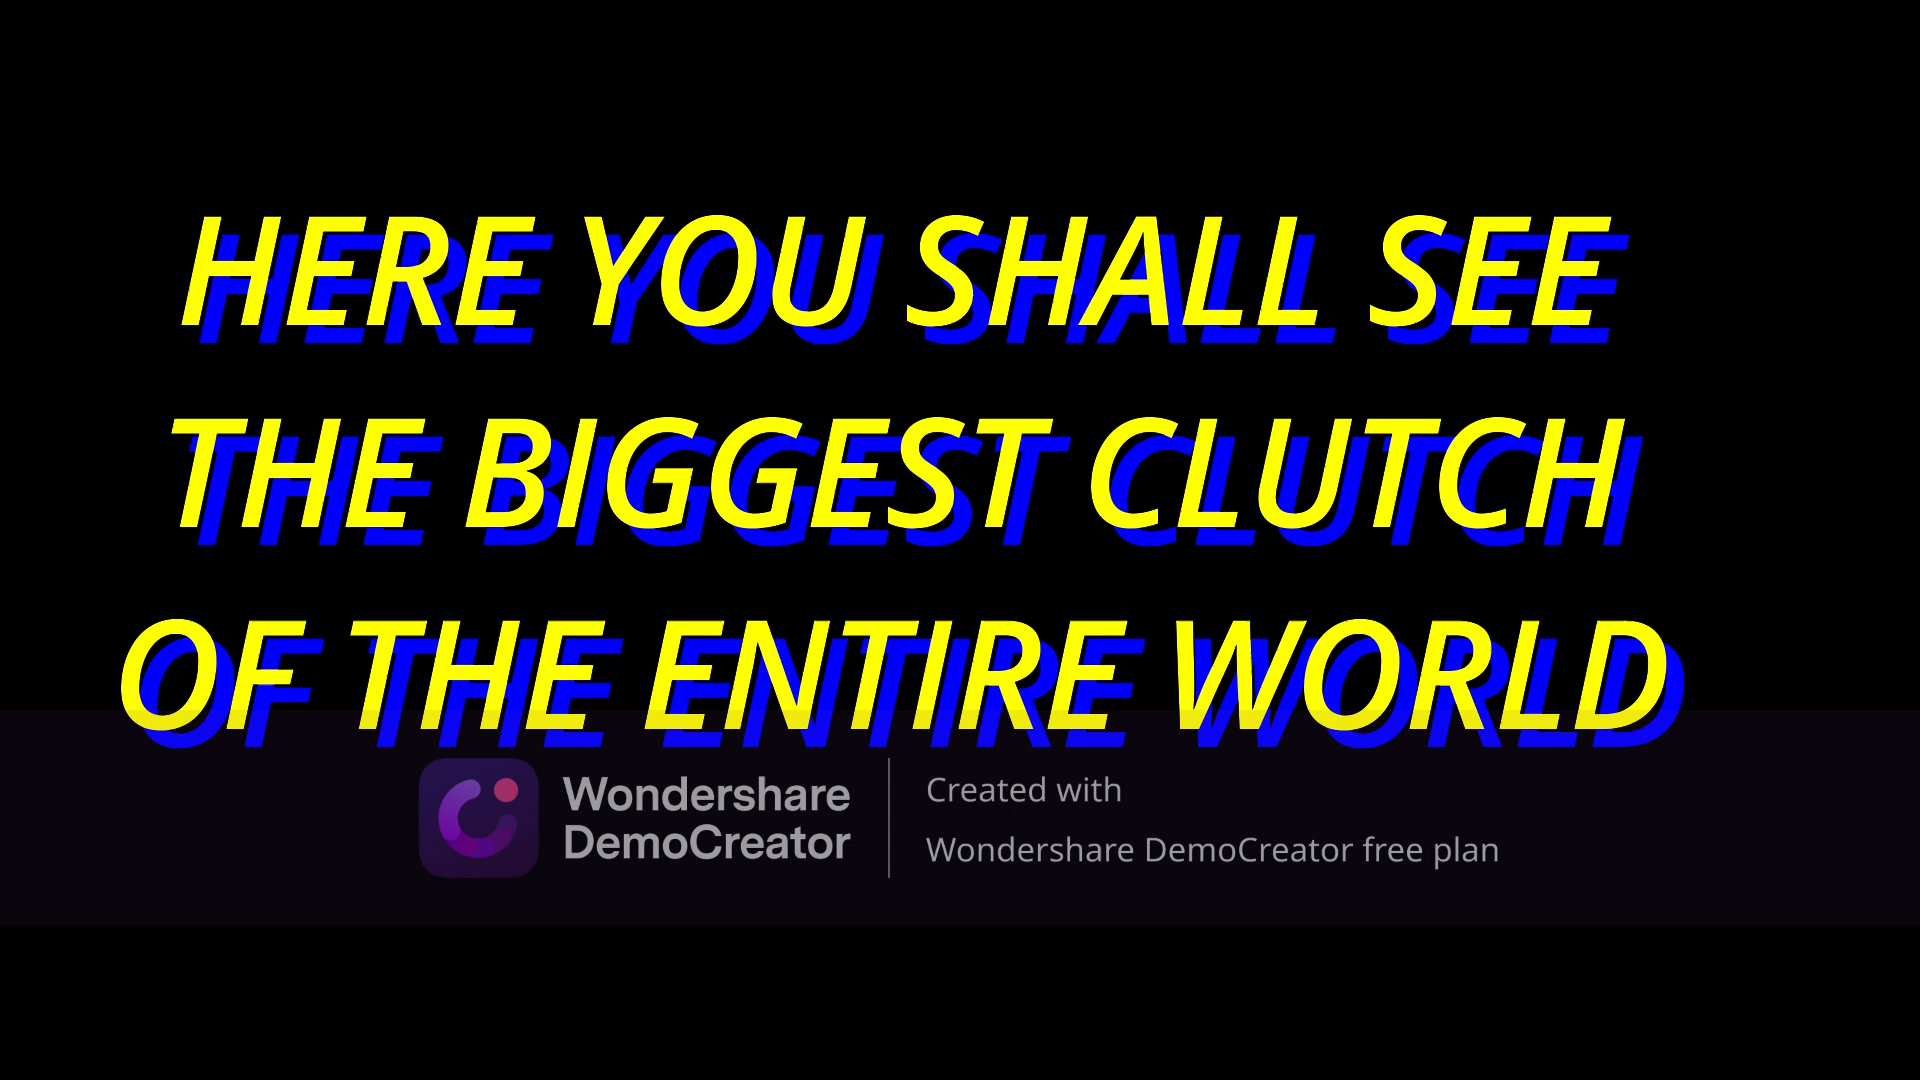 HERE YOU SHALL SEE
THE BIGGEST CLUTCH
OF THE ENTIRE WORLD
Wondershare
DemoCreator
Created with
Wondershare DemoCreator free plan